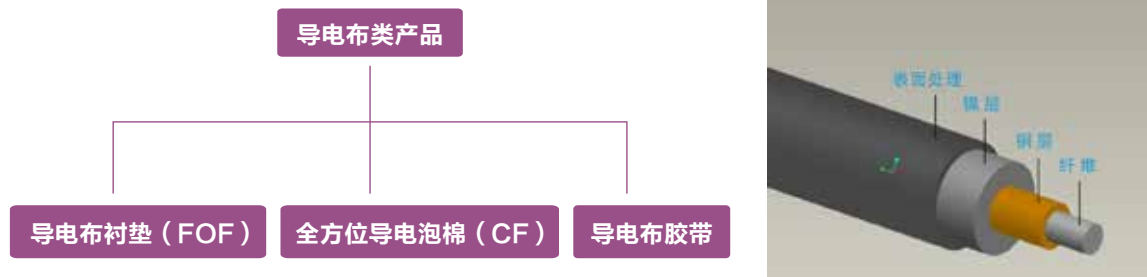 导电布类产品
导电布衬垫（FOF）
全方位导电泡棉（CF）
导电布胶带
表面处理
镍层
铜层
纤维